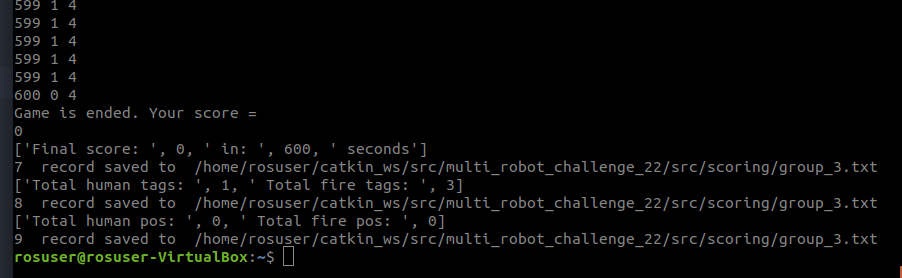 599 1 4
599 1 4
599 1 4
599 1 4
599 1 4
600 0 4
Game is ended. Your score =
0
['Final score: ', 0, ' in: ', 600, ' seconds']
7  record saved to  /home/rosuser/catkin_ws/src/multi_robot_challenge_22/src/scoring/group_3.txt
['Total human tags: ', 1, ' Total fire tags: ', 3]
8  record saved to  /home/rosuser/catkin_ws/src/multi_robot_challenge_22/src/scoring/group_3.txt
['Total human pos: ', 0, ' Total fire pos: ', 0]
9  record saved to  /home/rosuser/catkin_ws/src/multi_robot_challenge_22/src/scoring/group_3.txt
rosuser@rosuser-VirtualBox:~$